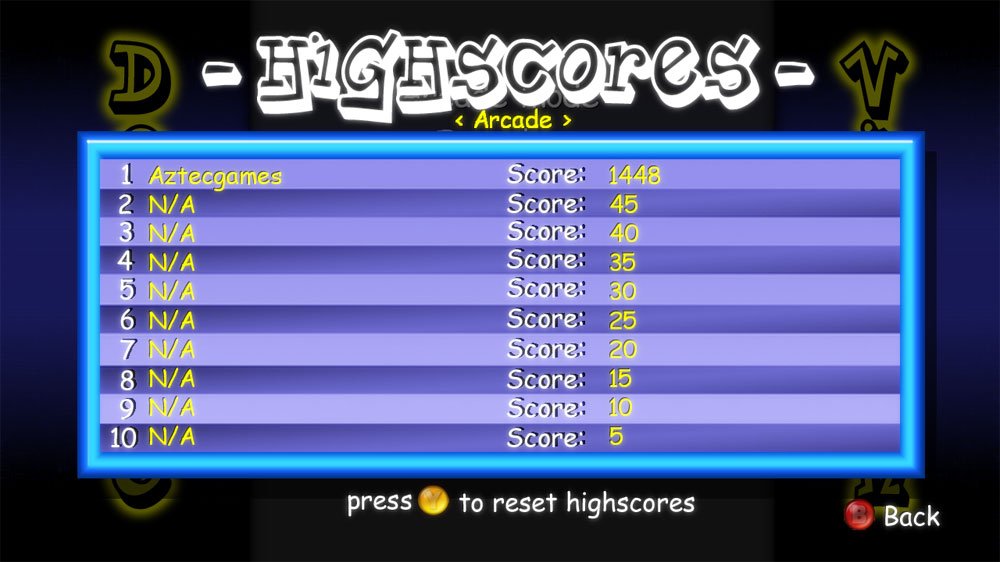 - HiGHscores -
< Arcade >
1 Aztecgames Score: 1448
2 N/A Score: 45
3 N/A Score: 40
4 N/A Score: 35
5 N/A Score: 30
6 N/A Score: 25
7 N/A Score: 20
8 N/A Score: 15
9 N/A Score: 10
10 N/A Score: 5
press Y to reset highscores
B Back